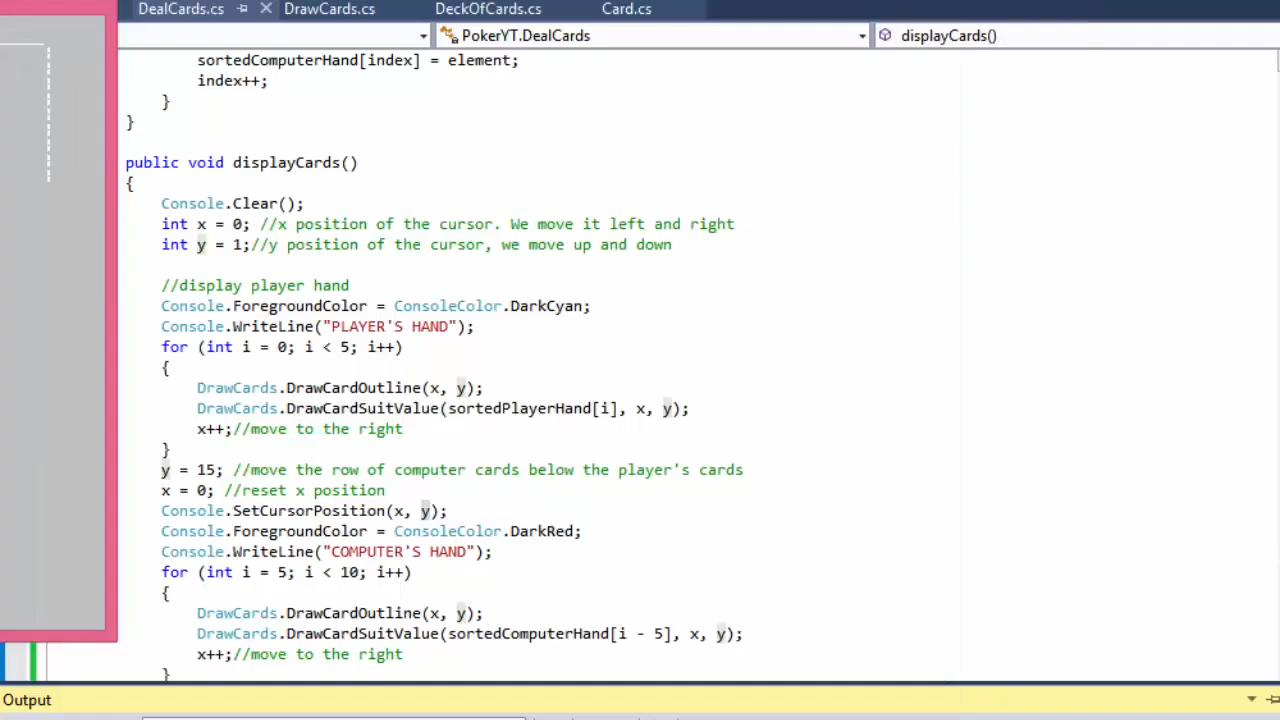 DealCards.cs DrawCards.cs DeckOfCards.cs Card.cs
PokerYT.DealCards displayCards()
sortedComputerHand[index] = element;
index++;
}
}
public void displayCards()
{
Console.Clear();
int x = 0; //x position of the cursor. We move it left and right
int y = 1;//y position of the cursor, we move up and down
//display player hand
Console.ForegroundColor = ConsoleColor.DarkCyan;
Console.WriteLine("PLAYER'S HAND");
for (int i = 0; i < 5; i++)
{
DrawCards.DrawCardOutline(x, y);
DrawCards.DrawCardSuitValue(sortedPlayerHand[i], x, y);
x++;//move to the right
}
y = 15; //move the row of computer cards below the player's cards
x = 0; //reset x position
Console.SetCursorPosition(x, y);
Console.ForegroundColor = ConsoleColor.DarkRed;
Console.WriteLine("COMPUTER'S HAND");
for (int i = 5; i < 10; i++)
{
DrawCards.DrawCardOutline(x, y);
DrawCards.DrawCardSuitValue(sortedComputerHand[i - 5], x, y);
x++;//move to the right
}
Output